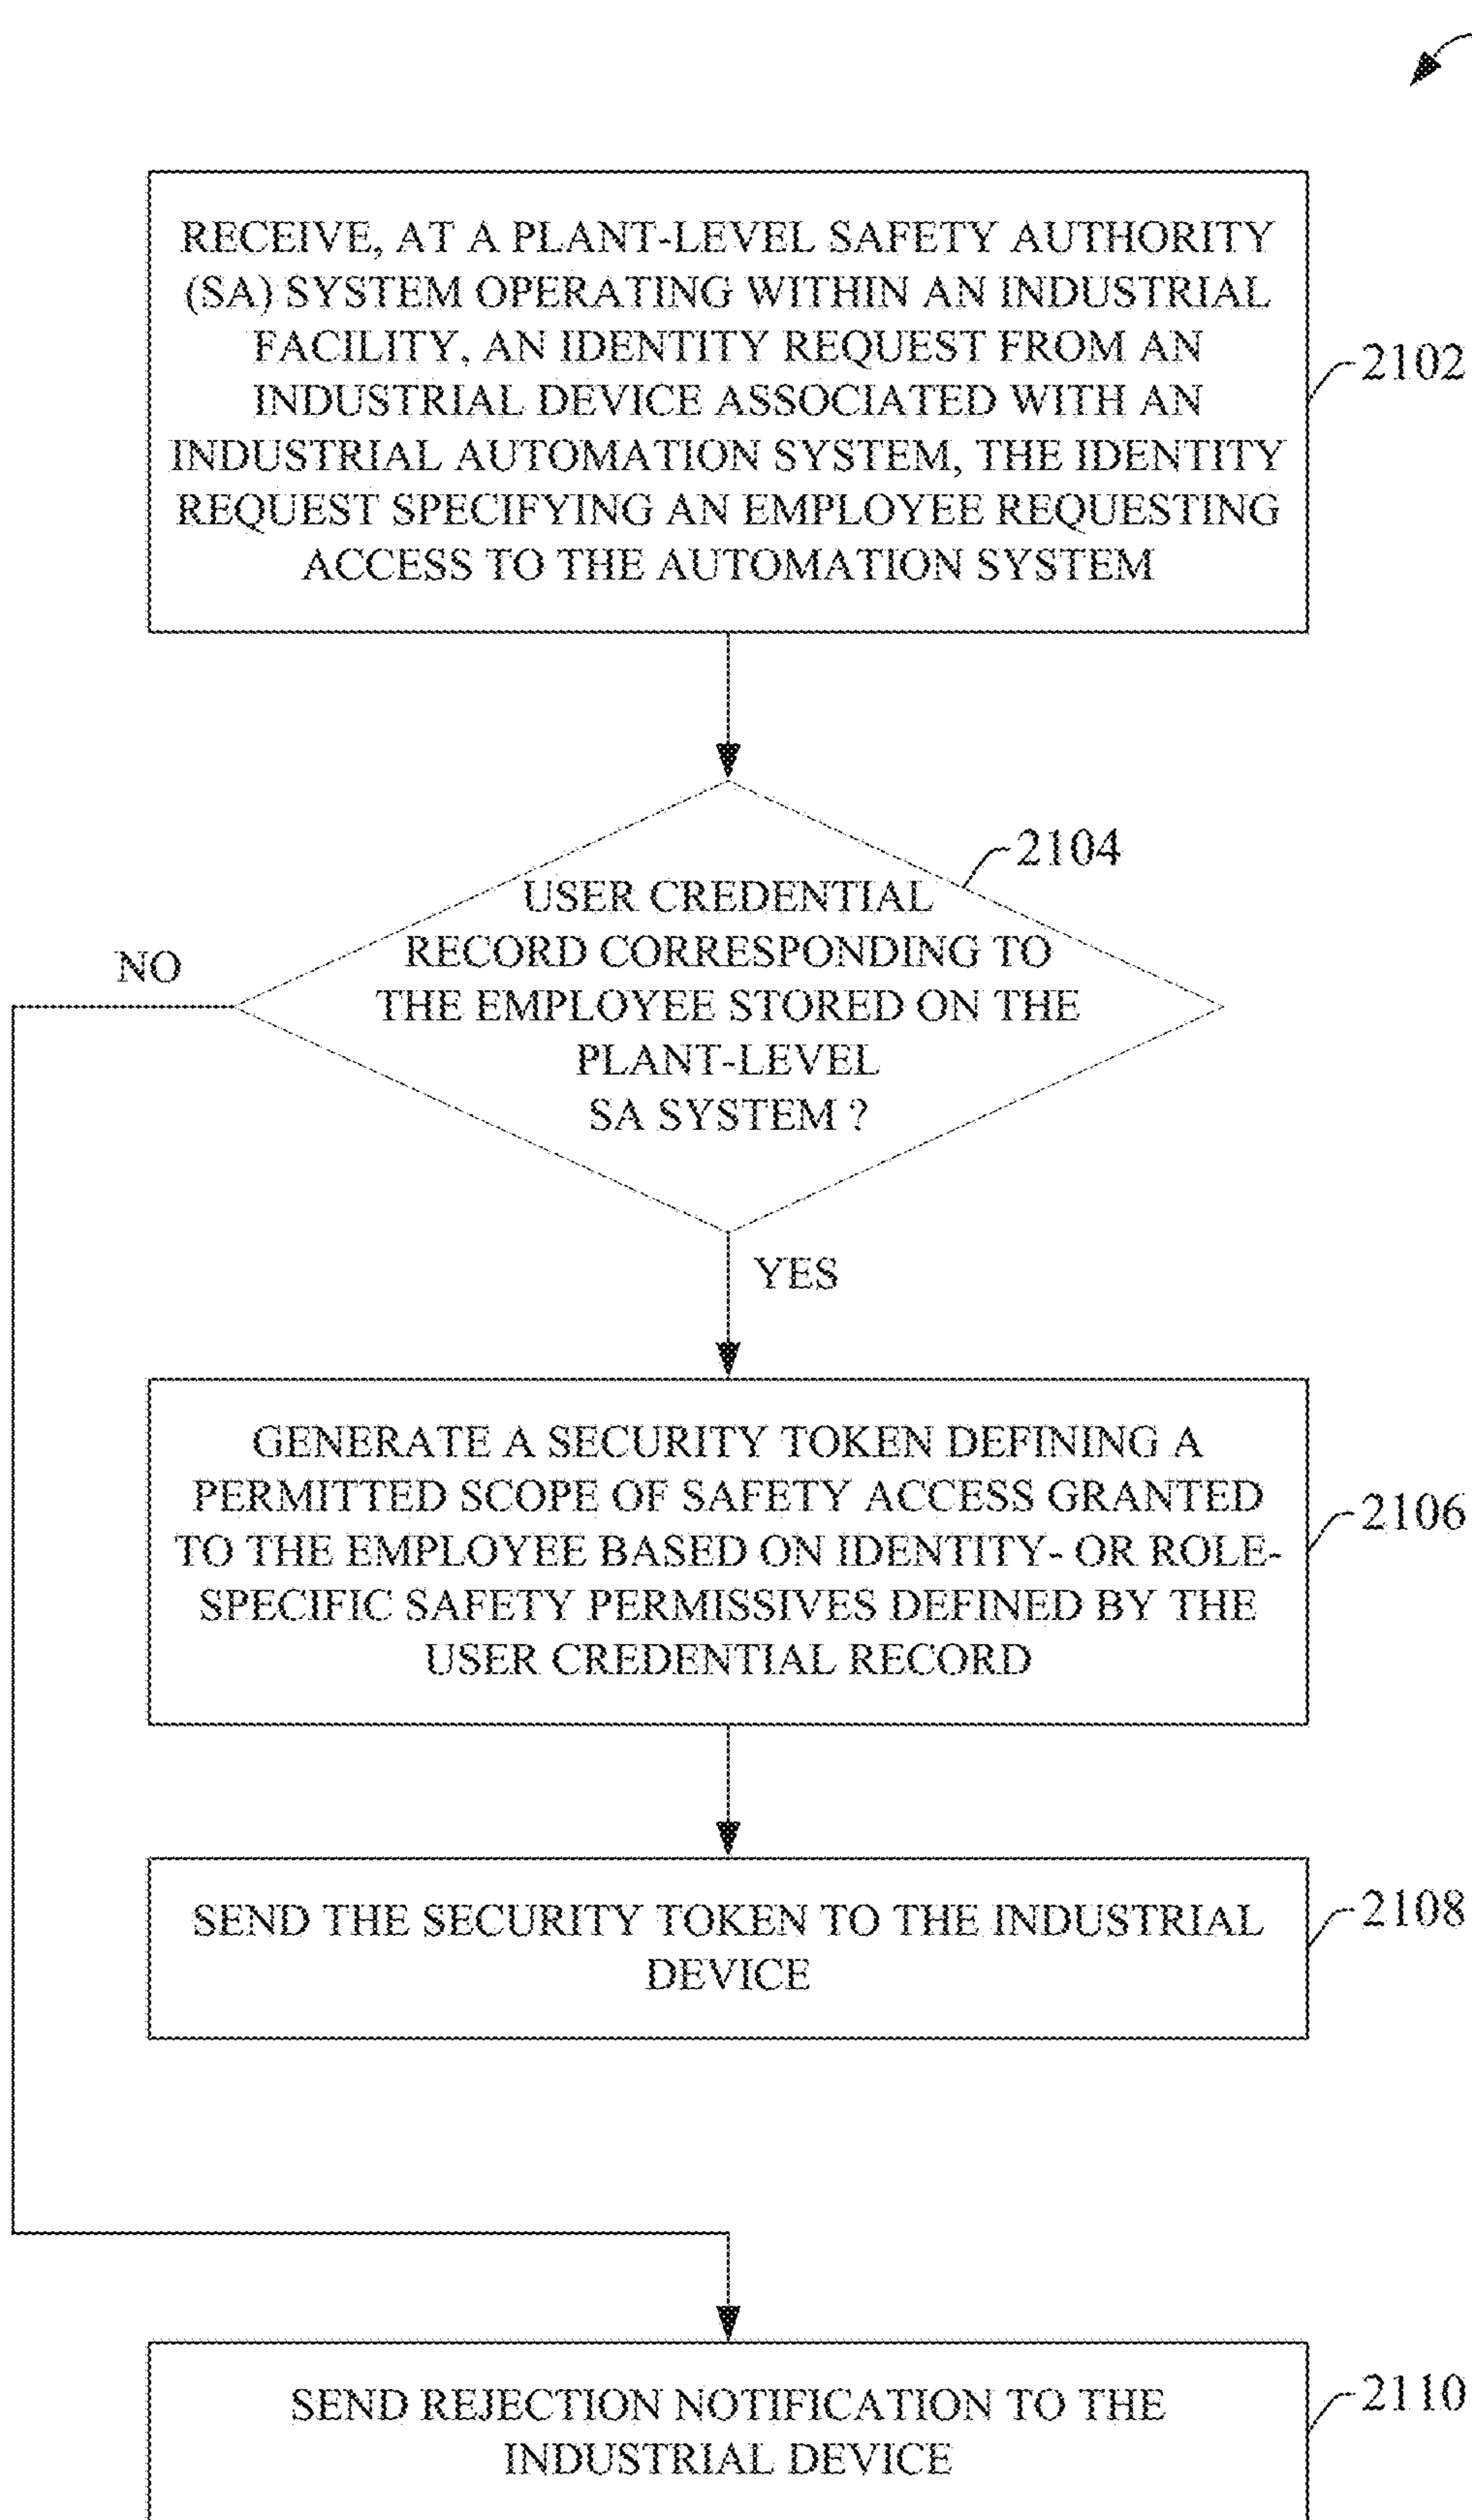 RECEIVE, AT A PLANT-LEVEL SAFETY AUTHORITY
(SA) SYSTEM OPERATING WITHIN AN INDUSTRIAL
FACILITY, AN IDENTITY REQUEST FROM AN
INDUSTRIAL DEVICE ASSOCIATED WITH AN
INDUSTRIAL AUTOMATION SYSTEM, THE IDENTITY
REQUEST SPECIFYING AN EMPLOYEE REQUESTING
ACCESS TO THE AUTOMATION SYSTEM
2102
2104
USER CREDENTIAL
RECORD CORRESPONDING TO
THE EMPLOYEE STORED ON THE
PLANT-LEVEL
SA SYSTEM ?
NO
YES
GENERATE A SECURITY TOKEN DEFINING A
PERMITTED SCOPE OF SAFETY ACCESS GRANTED
TO THE EMPLOYEE BASED ON IDENTITY- OR ROLE-
SPECIFIC SAFETY PERMISSIVES DEFINED BY THE
USER CREDENTIAL RECORD
2106
SEND THE SECURITY TOKEN TO THE INDUSTRIAL
DEVICE
2108
SEND REJECTION NOTIFICATION TO THE
INDUSTRIAL DEVICE
2110